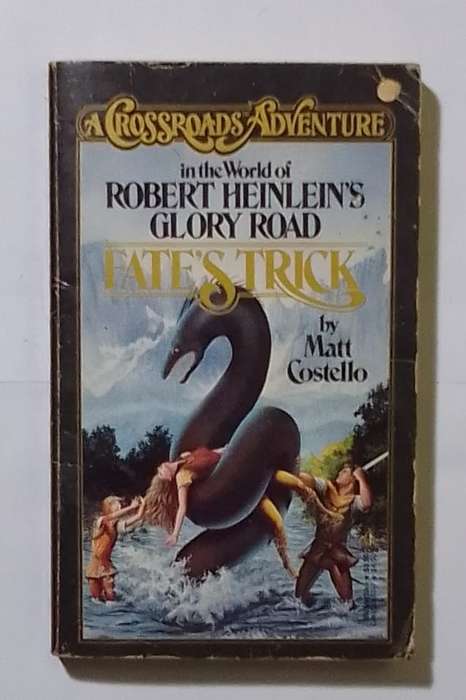 A CROSSROADS ADVENTURE
in the World of
ROBERT HEINLEIN'S
GLORY ROAD
FATE'S TRICK
by
Matt
Costello